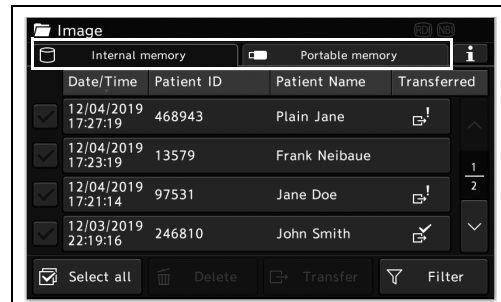 Image RDI NBI
Internal memory Portable memory i
Date/Time Patient ID Patient Name Transferred
12/04/2019
17:27:19 468943 Plain Jane !
12/04/2019
17:23:19 13579 Frank Neibaue
1
12/04/2019
17:21:14 97531 Jane Doe !
2
12/03/2019
22:19:16 246810 John Smith
Select all Delete Transfer Filter